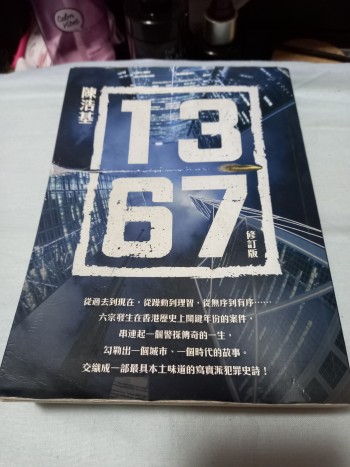 陳浩基
13
67
修訂版
從過去到現在，從躁動到理智，從無序到有序……
六宗發生在香港歷史上關鍵年份的案件，
串連起一個警探傳奇的一生，
勾勒出一個城市、一個時代的故事。
交織成一部最具本土味道的寫實派犯罪史詩！